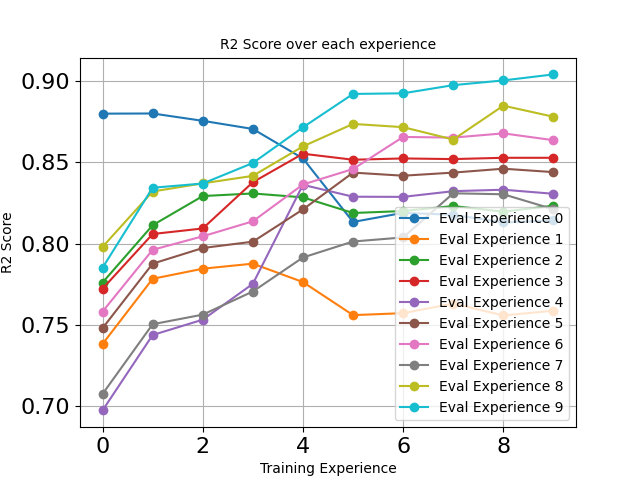 R2 Score over each experience
R2 Score
0.90
0.85
0.80
0.75
0.70
0 2 4 6 8
Training Experience
Eval Experience 0
Eval Experience 1
Eval Experience 2
Eval Experience 3
Eval Experience 4
Eval Experience 5
Eval Experience 6
Eval Experience 7
Eval Experience 8
Eval Experience 9